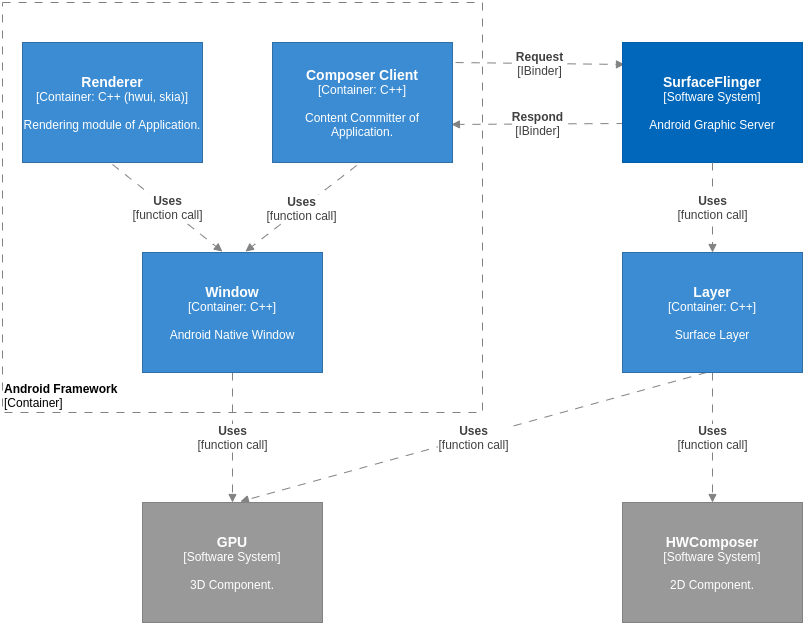 Renderer
[Container: C++ (hwui, skia)]
Rendering module of Application.
Composer Client
[Container: C++]
Content Committer of
Application.
Request
[IBinder]
Respond
[IBinder]
SurfaceFlinger
[Software System]
Android Graphic Server
Uses
[function call]
Uses
[function call]
Uses
[function call]
Window
[Container: C++]
Android Native Window
Layer
[Container: C++]
Surface Layer
Android Framework
[Container]
Uses
[function call]
Uses
[function call]
Uses
[function call]
GPU
[Software System]
3D Component.
HWComposer
[Software System]
2D Component.